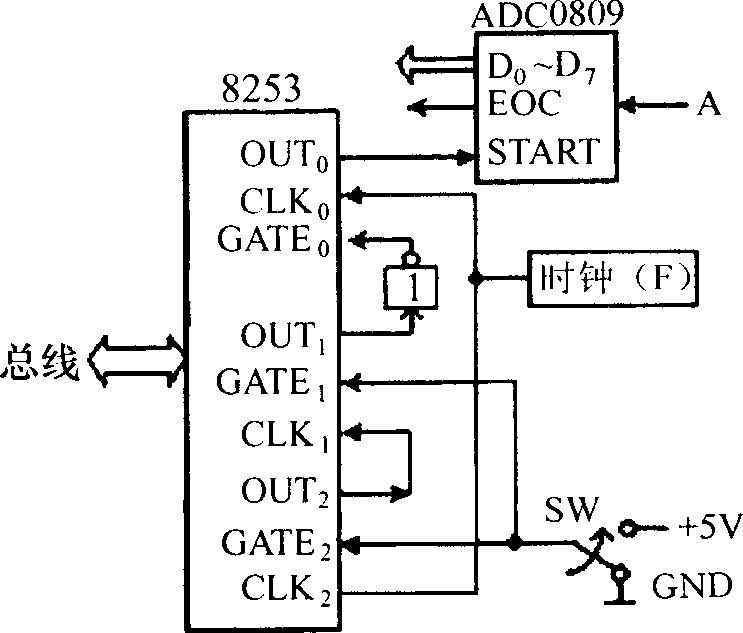 ADC0809
D₀~D₇
EOC
A
START
8253
OUT₀
CLK₀
GATE₀
1
时钟（F）
OUT₁
总线
GATE₁
CLK₁
OUT₂
SW
+5V
GATE₂
GND
CLK₂